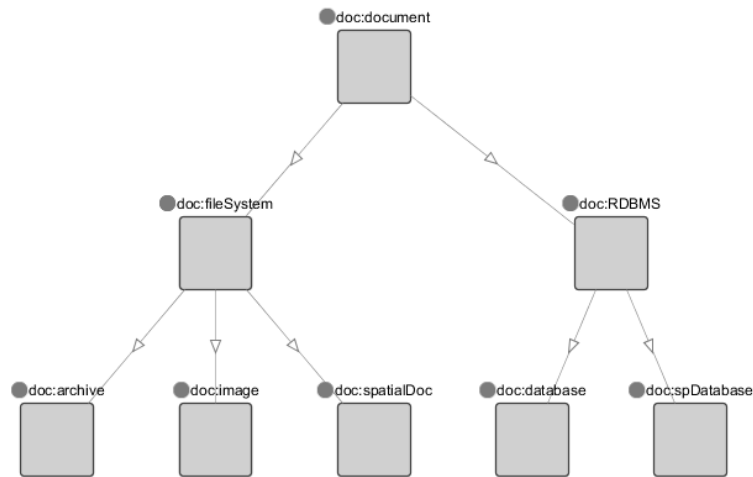 doc:document
doc:fileSystem
doc:RDBMS
doc:archive
doc:image
doc:spatialDoc
doc:database
doc:spDatabase